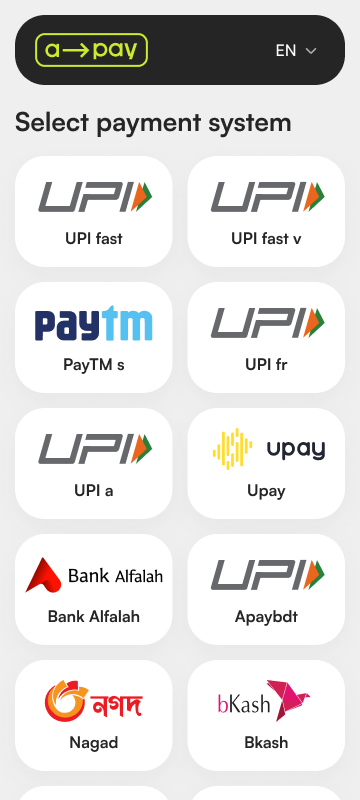 a→pay
EN
Select payment system
UPI
UPI fast
UPI
UPI fast v
paytm
PayTM s
UPI
UPI fr
UPI
UPI a
upay
Upay
Bank Alfalah
Bank Alfalah
UPI
Apaybdt
নগদ
Nagad
bKash
Bkash